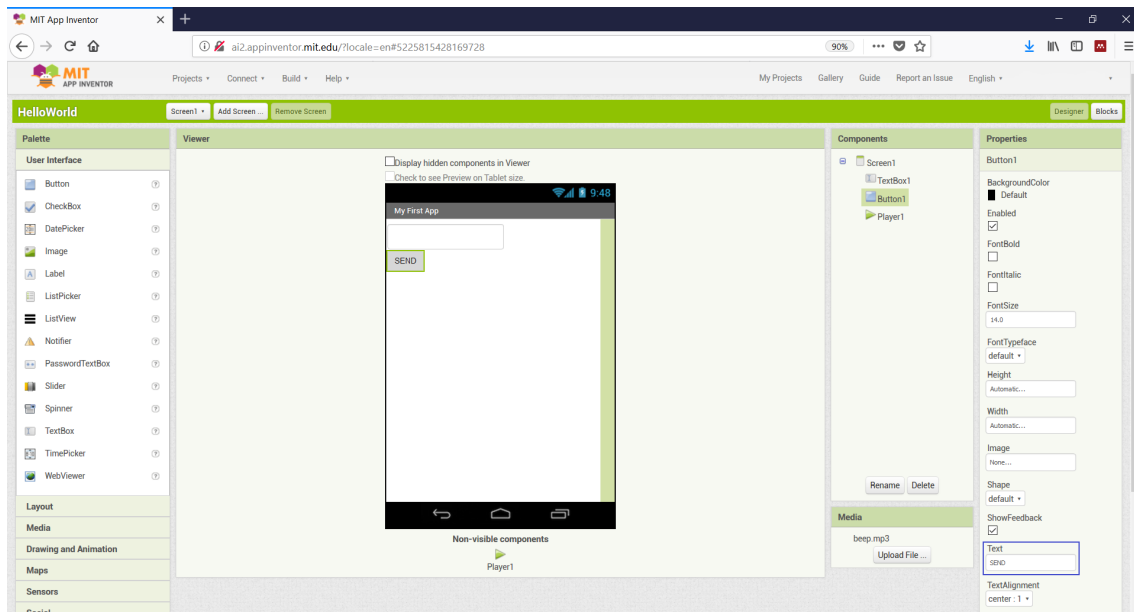 MIT App Inventor
ai2.appinventor.mit.edu/?locale=en#5225815428169728
90%
MIT
APP INVENTOR
Projects
Connect
Build
Help
My Projects
Gallery
Guide
Report an Issue
English
HelloWorld
Screen1
Add Screen ...
Remove Screen
Designer
Blocks
Palette
User Interface
Button
CheckBox
DatePicker
Image
Label
ListPicker
ListView
Notifier
PasswordTextBox
Slider
Spinner
TextBox
TimePicker
WebViewer
Layout
Media
Drawing and Animation
Maps
Sensors
Social
Viewer
Display hidden components in Viewer
Check to see Preview on Tablet size.
9:48
My First App
SEND
Non-visible components
Player1
Components
Screen1
TextBox1
Button1
Player1
Rename
Delete
Media
beep.mp3
Upload File ...
Properties
Button1
BackgroundColor
Default
Enabled
FontBold
FontItalic
FontSize
14.0
FontTypeface
default
Height
Automatic...
Width
Automatic...
Image
None...
Shape
default
ShowFeedback
Text
SEND
TextAlignment
center : 1